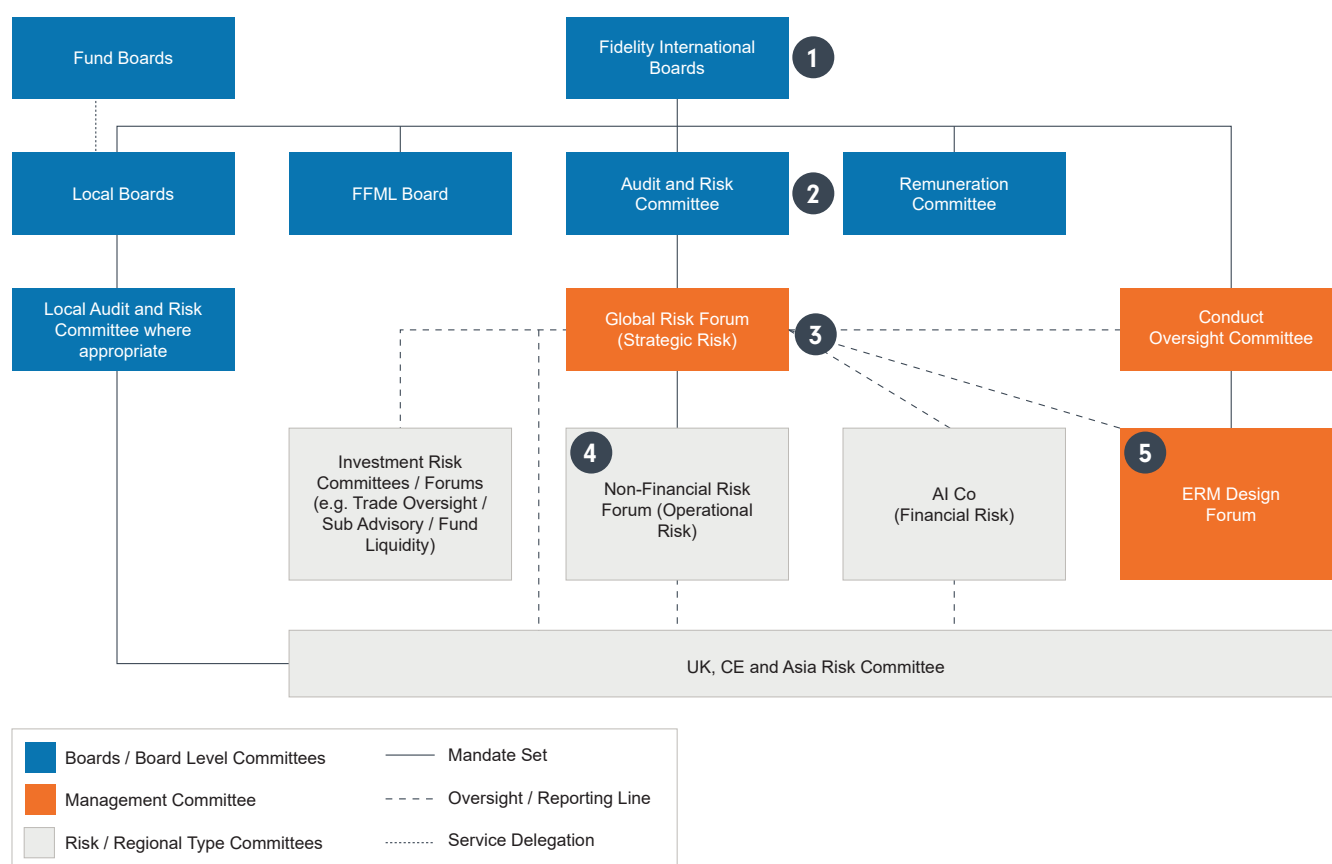 Fund Boards
Fidelity International
Boards
1
Local Boards
FFML Board
Audit and Risk
Committee
2
Remuneration
Committee
Local Audit and Risk
Committee where
appropriate
Global Risk Forum
(Strategic Risk)
3
Conduct
Oversight Committee
Investment Risk
Committees / Forums
(e.g. Trade Oversight /
Sub Advisory / Fund
Liquidity)
4
Non-Financial Risk
Forum (Operational
Risk)
AI Co
(Financial Risk)
5
ERM Design
Forum
UK, CE and Asia Risk Committee
Boards / Board Level Committees
Mandate Set
Management Committee
Oversight / Reporting Line
Risk / Regional Type Committees
Service Delegation